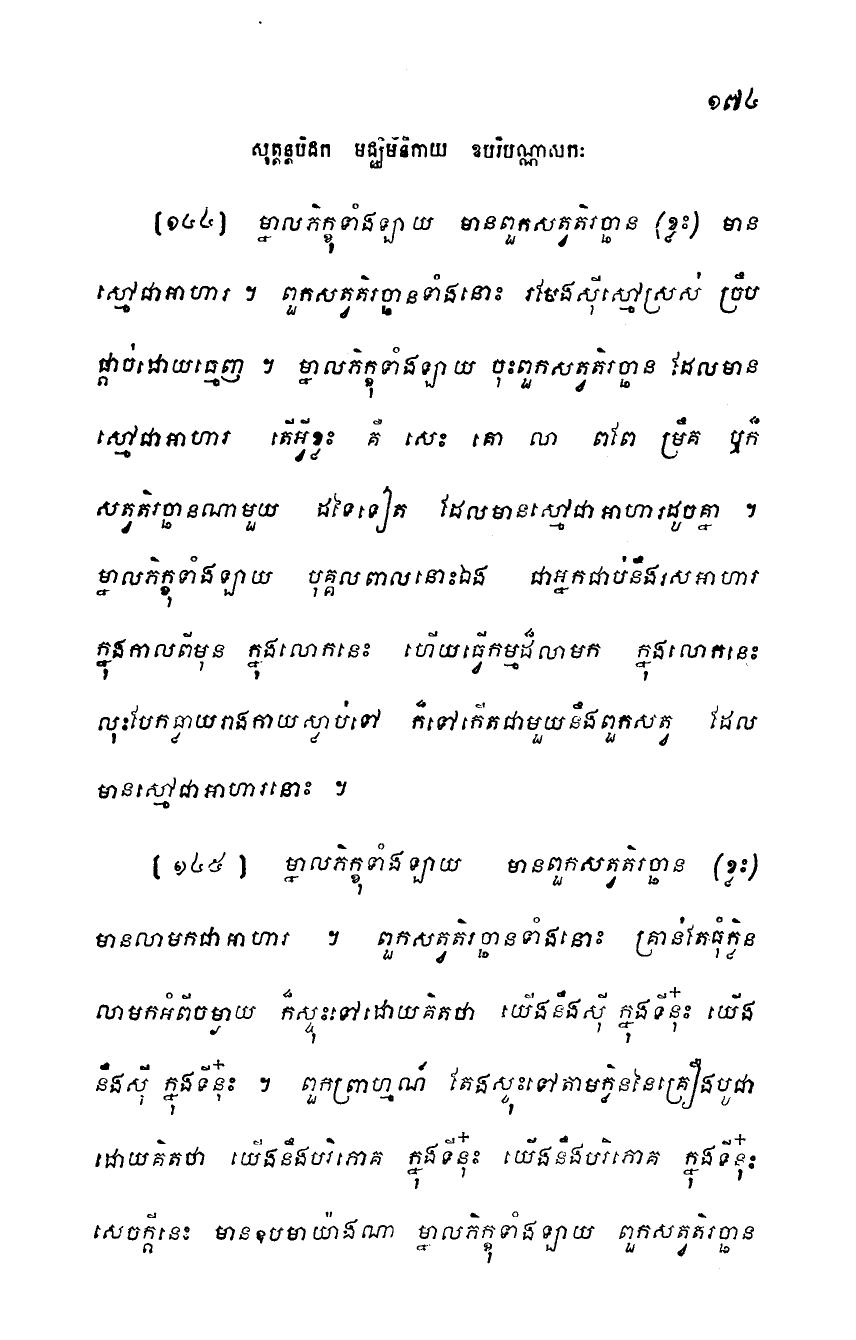 ១៧៤
សុត្តន្តបិដក មជ្ឈិមនិកាយ ឧបរិបណ្ណាសកៈ
[១៤៤] ម្នាលភិក្ខុទាំងឡាយ មានពួកសត្វតិរច្ឆាន (ខ្លះ) មាន
ស្មៅជាអាហារ ។ ពួកសត្វតិរច្ឆានទាំងនោះ រមែងស៊ីស្មៅស្រស់ ច្រឹប
ផ្តាច់ដោយធ្មេញ ។ ម្នាលភិក្ខុទាំងឡាយ ចុះពួកសត្វតិរច្ឆាន ដែលមាន
ស្មៅជាអាហារ តើអ្វីខ្លះ គឺ សេះ គោ លា ពពែ ម្រឹគ ឬក៏
សត្វតិរច្ឆានណាមួយ ដទៃទៀត ដែលមានស្មៅជាអាហារដូចគ្នា ។
ម្នាលភិក្ខុទាំងឡាយ បុគ្គលពាលនោះឯង ជាអ្នកជាប់នឹងរសអាហារ
ក្នុងកាលពីមុន ក្នុងលោកនេះ ហើយធ្វើកម្មដ៏លាមក ក្នុងលោកនេះ
លុះបែកធ្លាយរាងកាយស្លាប់ទៅ ក៏ទៅកើតជាមួយនឹងពួកសត្វ ដែល
មានស្មៅជាអាហារនោះ ។
[១៤៥] ម្នាលភិក្ខុទាំងឡាយ មានពួកសត្វតិរច្ឆាន (ខ្លះ)
មានលាមកជាអាហារ ។ ពួកសត្វតិរច្ឆានទាំងនោះ គ្រាន់តែធុំក្លិន
លាមកអំពីចម្ងាយ ក៏ស្ទុះទៅដោយគិតថា យើងនឹងស៊ី ក្នុងទីនុ៎ះ យើង
នឹងស៊ី ក្នុងទីនុ៎ះ ។ ពួកព្រាហ្មណ៍ តែងស្ទុះទៅតាមក្លិននៃគ្រឿងបូជា
ដោយគិតថា យើងនឹងបរិភោគ ក្នុងទីនុ៎ះ យើងនឹងបរិភោគ ក្នុងទីនុ៎ះ
សេចក្តីនេះ មានឧបមាយ៉ាងណា ម្នាលភិក្ខុទាំងឡាយ ពួកសត្វតិរច្ឆាន